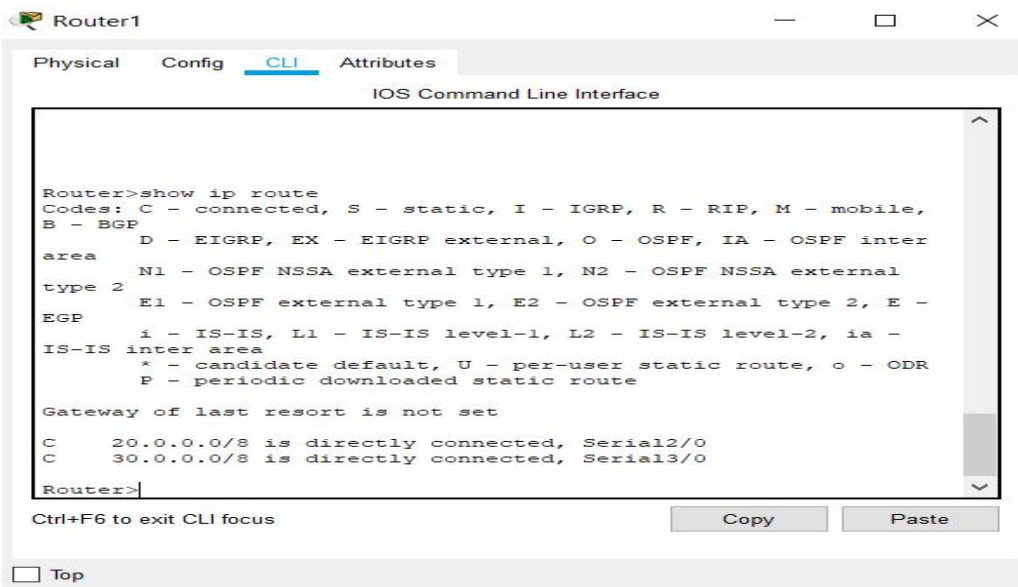 Router1
Physical Config CLI Attributes
IOS Command Line Interface
Router>show ip route
Codes: C - connected, S - static, I - IGRP, R - RIP, M - mobile,
B - BGP
D - EIGRP, EX - EIGRP external, O - OSPF, IA - OSPF inter
area
N1 - OSPF NSSA external type 1, N2 - OSPF NSSA external
type 2
E1 - OSPF external type 1, E2 - OSPF external type 2, E -
EGP
i - IS-IS, L1 - IS-IS level-1, L2 - IS-IS level-2, ia -
IS-IS inter area
* - candidate default, U - per-user static route, o - ODR
P - periodic downloaded static route
Gateway of last resort is not set
C 20.0.0.0/8 is directly connected, Serial2/0
C 30.0.0.0/8 is directly connected, Serial3/0
Router>
Ctrl+F6 to exit CLI focus
Copy Paste
Top